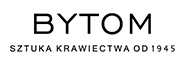 BYTOM
SZTUKA KRAWIECTWA OD 1945